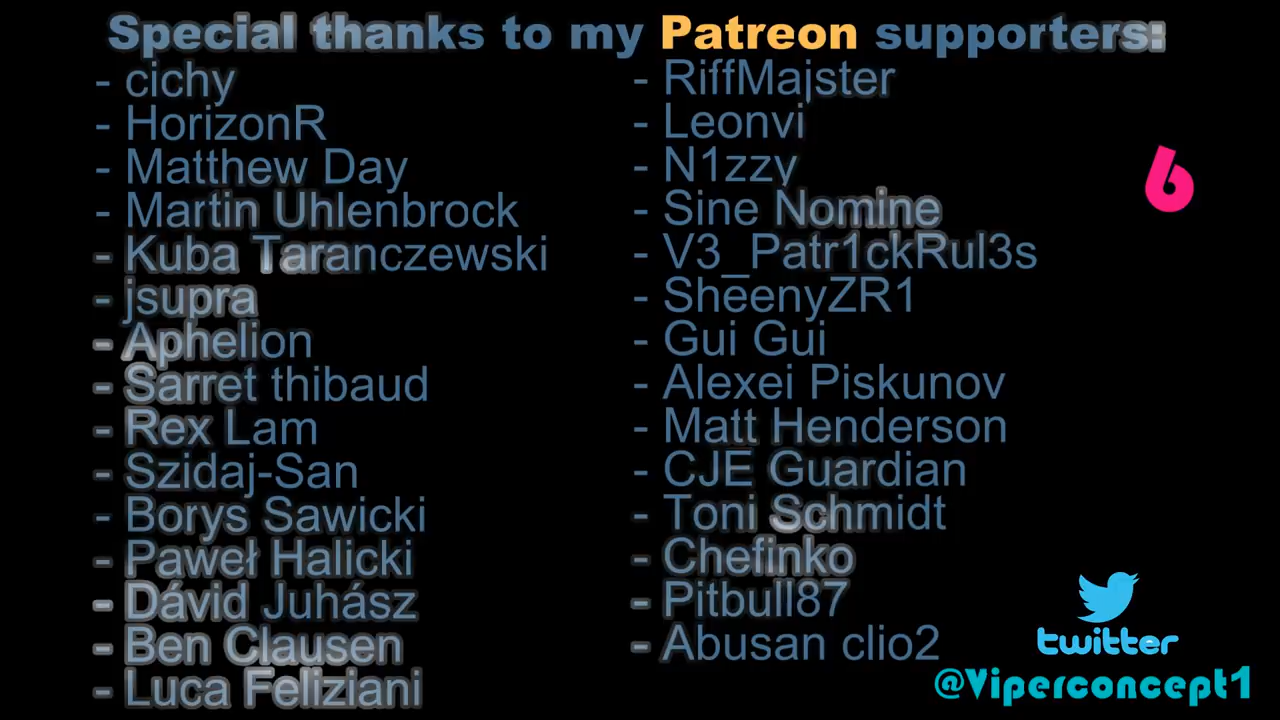 Special thanks to my Patreon supporters:
- cichy
- HorizonR
- Matthew Day
- Martin Uhlenbrock
- Kuba Taranczewski
- jsupra
- Aphelion
- Sarret thibaud
- Rex Lam
- Szidaj-San
- Borys Sawicki
- Paweł Halicki
- Dávid Juhász
- Ben Clausen
- Luca Feliziani
- RiffMajster
- Leonvi
- N1zzy
- Sine Nomine
- V3_Patr1ckRul3s
- SheenyZR1
- Gui Gui
- Alexei Piskunov
- Matt Henderson
- CJE Guardian
- Toni Schmidt
- Chefinko
- Pitbull87
- Abusan clio2
6
twitter
@Viperconcept1